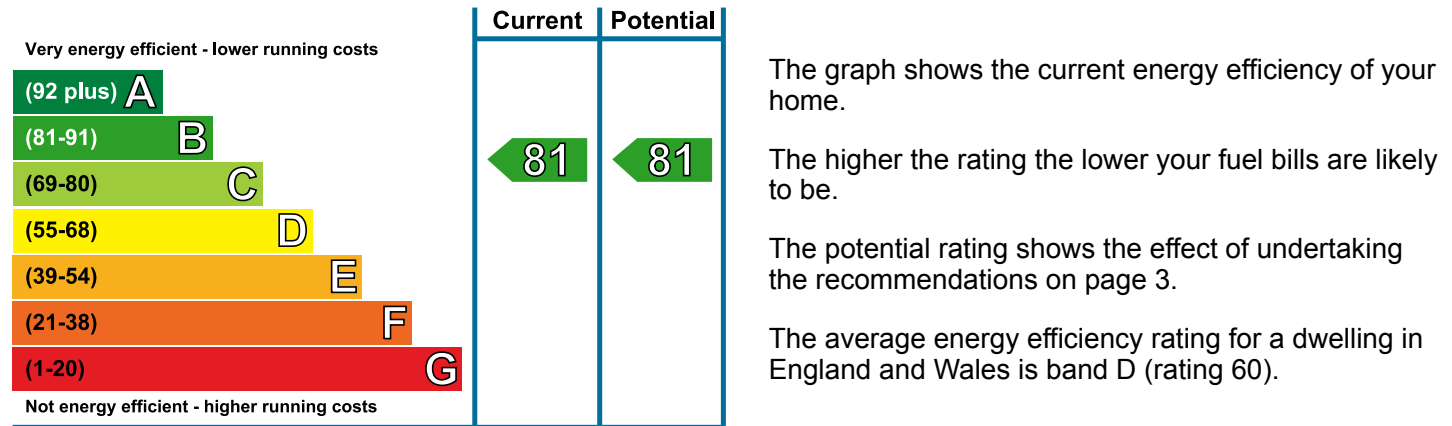 Current Potential
Very energy efficient - lower running costs
(92 plus) A
(81-91) B
(69-80) C
(55-68) D
(39-54) E
(21-38) F
(1-20) G
Not energy efficient - higher running costs
81 81
The graph shows the current energy efficiency of your
home.
The higher the rating the lower your fuel bills are likely
to be.
The potential rating shows the effect of undertaking
the recommendations on page 3.
The average energy efficiency rating for a dwelling in
England and Wales is band D (rating 60).